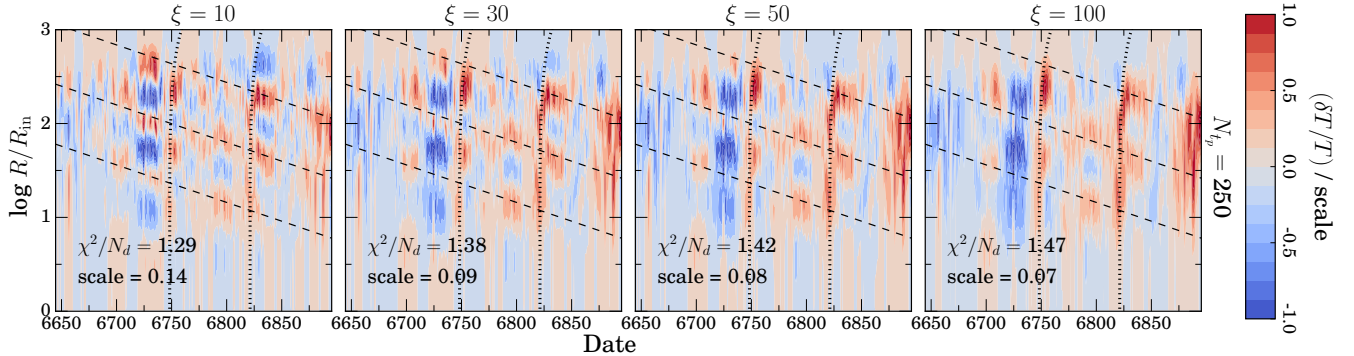 ξ = 10
ξ = 30
ξ = 50
ξ = 100
log R/R_in
3
2
1
0
χ²/N_d = 1.29
scale = 0.14
χ²/N_d = 1.38
scale = 0.09
χ²/N_d = 1.42
scale = 0.08
χ²/N_d = 1.47
scale = 0.07
6650 6700 6750 6800 6850
6650 6700 6750 6800 6850
6650 6700 6750 6800 6850
6650 6700 6750 6800 6850
Date
N_{t_p} = 250
1.0
0.5
0.0
-0.5
-1.0
(δT/T) / scale